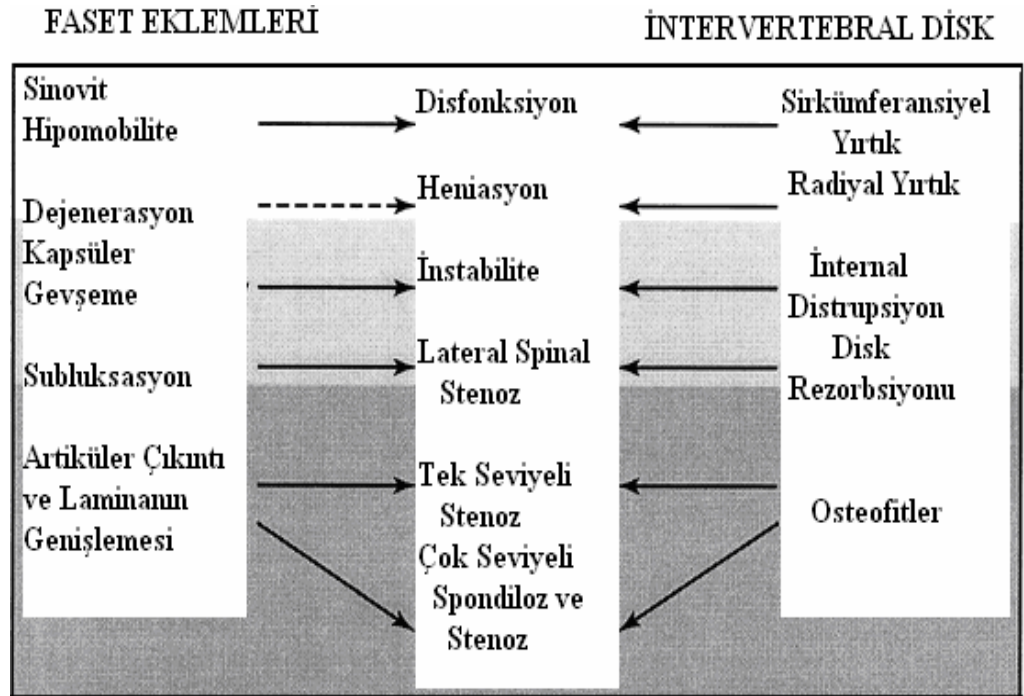 FASET EKLEMLERİ
İNTERVERTEBRAL DİSK
Sinovit
Hipomobilite
Dejenerasyon
Kapsüler
Gevşeme
Subluksasyon
Artiküler Çıkıntı
ve Laminanın
Genişlemesi
Disfonksiyon
Heniasyon
İnstabilite
Lateral Spinal
Stenoz
Tek Seviyeli
Stenoz
Çok Seviyeli
Spondiloz ve
Stenoz
Sirkümferansiyel
Yırtık
Radiyal Yırtık
İnternal
Distrupsiyon
Disk
Rezorbsiyonu
Osteofitler